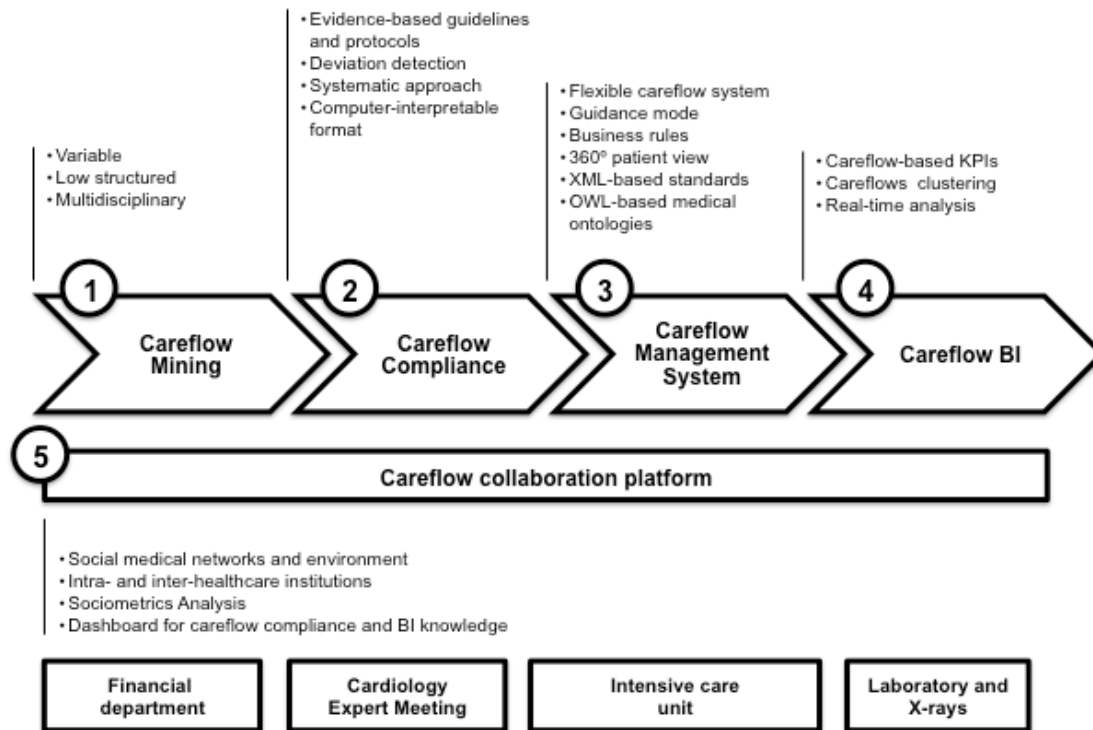 • Variable
• Low structured
• Multidisciplinary
• Evidence-based guidelines
and protocols
• Deviation detection
• Systematic approach
• Computer-interpretable
format
• Flexible careflow system
• Guidance mode
• Business rules
• 360º patient view
• XML-based standards
• OWL-based medical
ontologies
• Careflow-based KPIs
• Careflows clustering
• Real-time analysis
1
Careflow
Mining
2
Careflow
Compliance
3
Careflow
Management
System
4
Careflow BI
5
Careflow collaboration platform
• Social medical networks and environment
• Intra- and inter-healthcare institutions
• Sociometrics Analysis
• Dashboard for careflow compliance and BI knowledge
Financial
department
Cardiology
Expert Meeting
Intensive care
unit
Laboratory and
X-rays